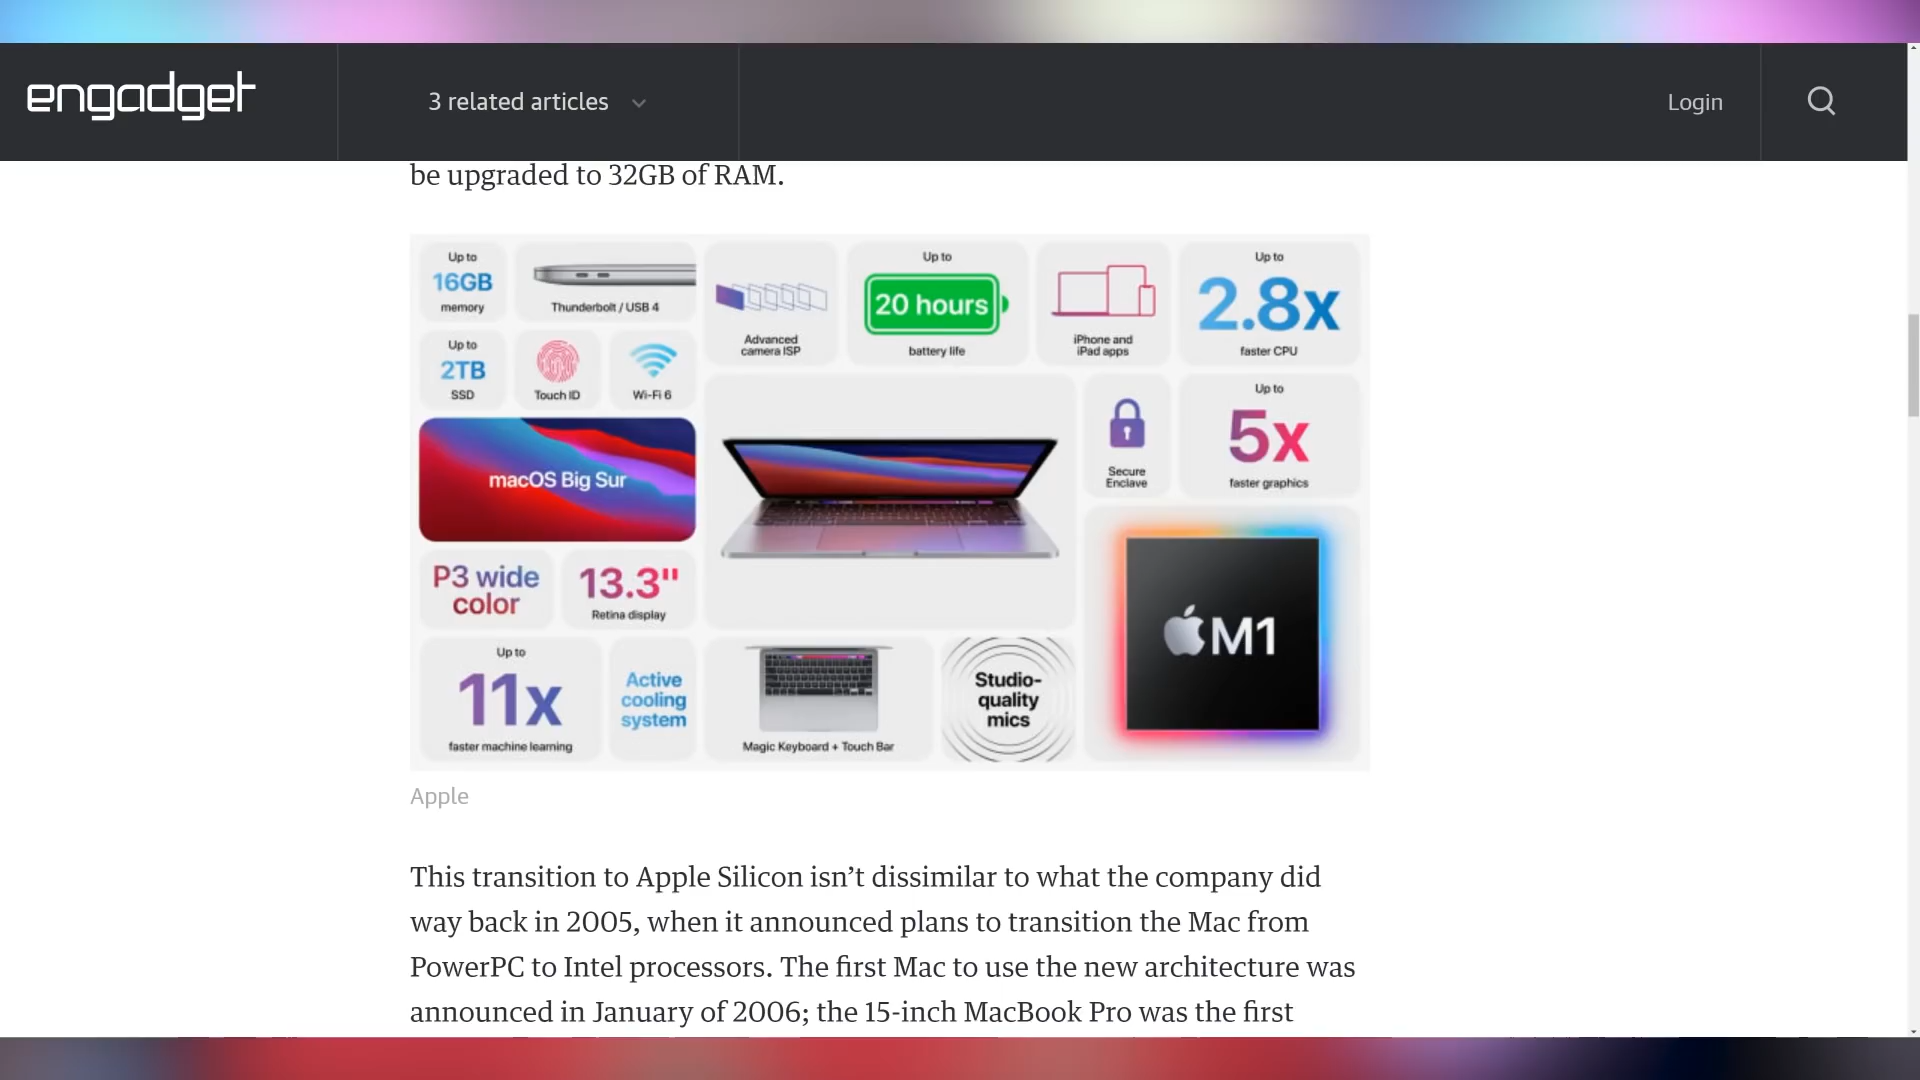 engadget
3 related articles
Login
be upgraded to 32GB of RAM.
Up to
16GB
memory
Thunderbolt / USB 4
Advanced
camera ISP
Up to
20 hours
battery life
iPhone and
iPad apps
Up to
2.8x
faster CPU
Up to
2TB
SSD
Touch ID
Wi-Fi 6
macOS Big Sur
Secure
Enclave
Up to
5x
faster graphics
P3 wide
color
13.3"
Retina display
M1
Up to
11x
faster machine learning
Active
cooling
system
Magic Keyboard + Touch Bar
Studio-
quality
mics
Apple
This transition to Apple Silicon isn’t dissimilar to what the company did
way back in 2005, when it announced plans to transition the Mac from
PowerPC to Intel processors. The first Mac to use the new architecture was
announced in January of 2006; the 15-inch MacBook Pro was the first